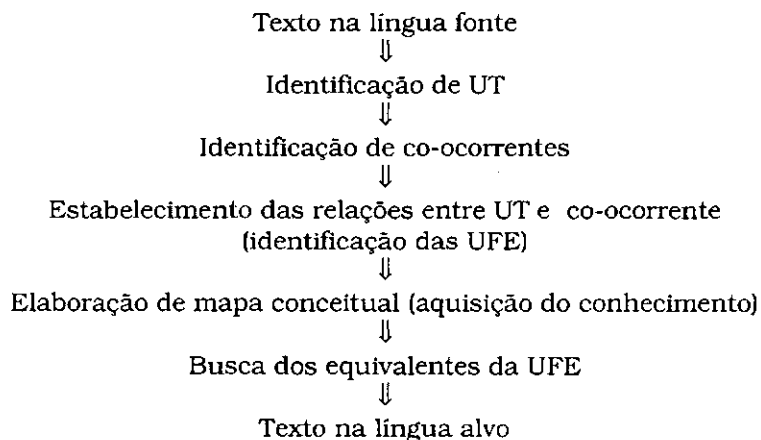 Texto na língua fonte
⇓
Identificação de UT
⇓
Identificação de co-ocorrentes
⇓
Estabelecimento das relações entre UT e co-ocorrente
(identificação das UFE)
⇓
Elaboração de mapa conceitual (aquisição do conhecimento)
⇓
Busca dos equivalentes da UFE
⇓
Texto na língua alvo